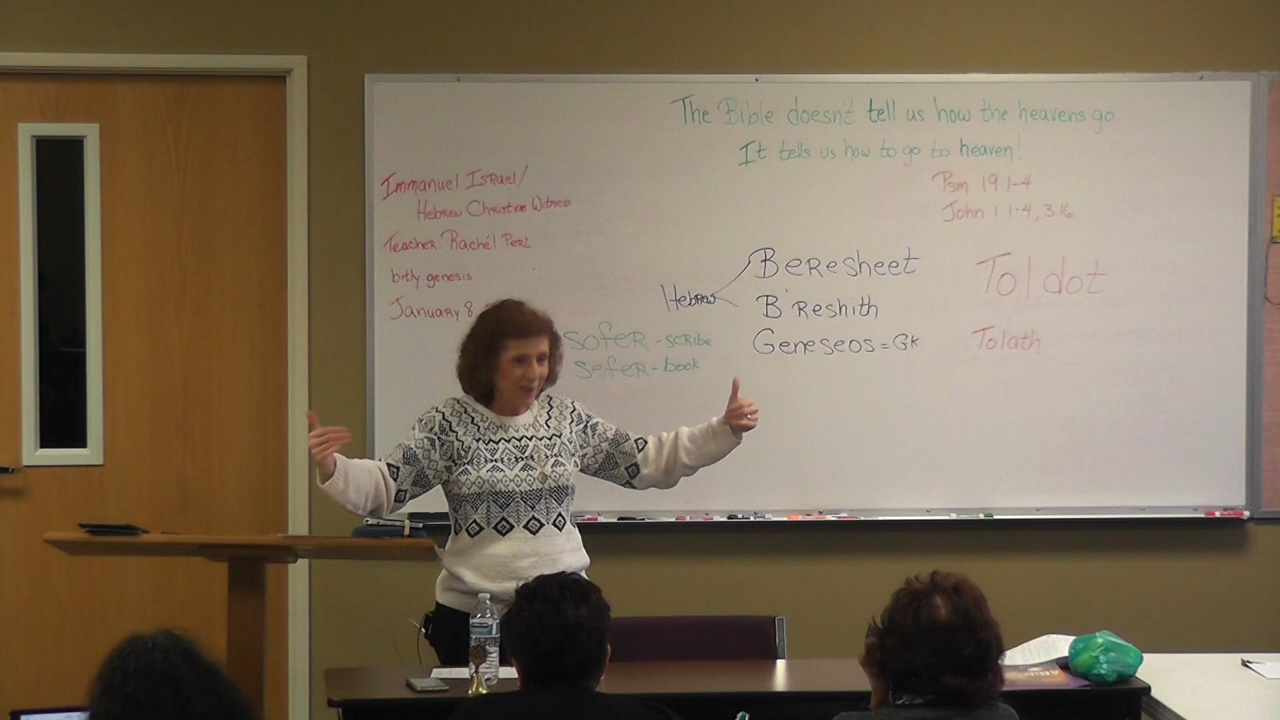 The Bible doesn't tell us how the heavens go
It tells us how to go to heaven!
Psm 19 1-4
John 1 1-4, 3:16
Immanuel Israel/
Hebrew Christian Witness
Teacher: Rachél Perl
bitly genesis
January 8
Hebrew
Beresheet
B'Reshith
Geneseos = Gk
Toldot
Tolath
sofer - scribe
sefer - book